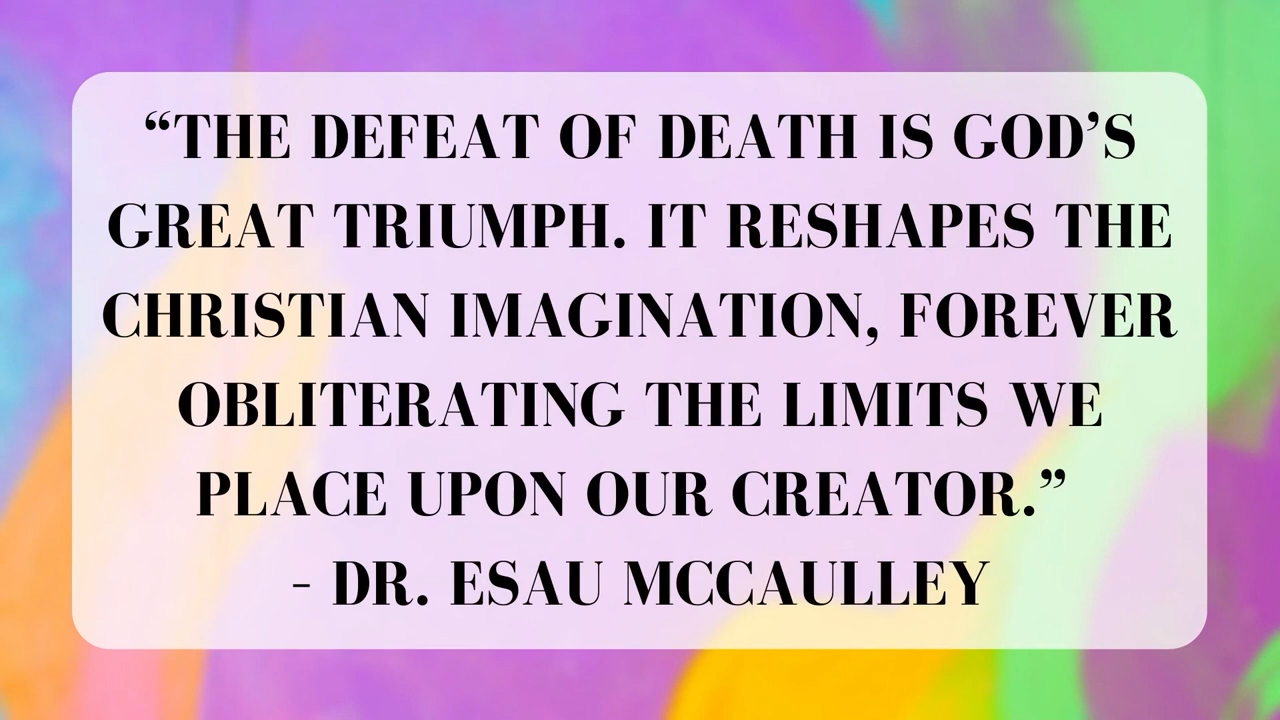 “THE DEFEAT OF DEATH IS GOD’S
GREAT TRIUMPH. IT RESHAPES THE
CHRISTIAN IMAGINATION, FOREVER
OBLITERATING THE LIMITS WE
PLACE UPON OUR CREATOR.”
- DR. ESAU MCCAULLEY